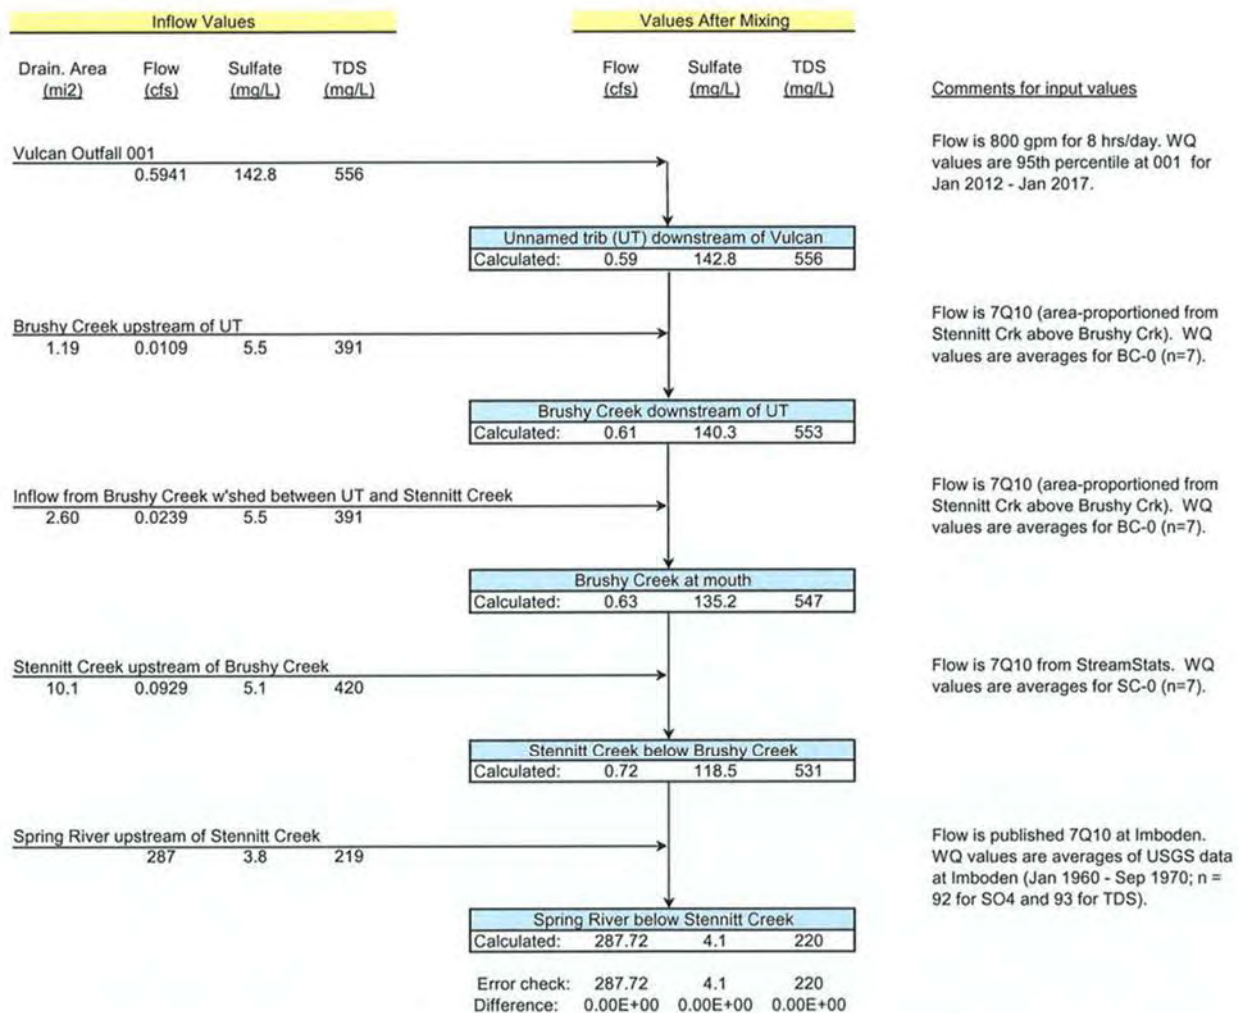 Inflow Values Values After Mixing
Drain. Area Flow Sulfate TDS Flow Sulfate TDS
(mi2) (cfs) (mg/L) (mg/L) (cfs) (mg/L) (mg/L) Comments for input values
Vulcan Outfall 001
0.5941 142.8 556
Flow is 800 gpm for 8 hrs/day. WQ
values are 95th percentile at 001 for
Jan 2012 - Jan 2017.
Unnamed trib (UT) downstream of Vulcan
Calculated: 0.59 142.8 556
Brushy Creek upstream of UT
1.19 0.0109 5.5 391
Flow is 7Q10 (area-proportioned from
Stennitt Crk above Brushy Crk). WQ
values are averages for BC-0 (n=7).
Brushy Creek downstream of UT
Calculated: 0.61 140.3 553
Inflow from Brushy Creek w'shed between UT and Stennitt Creek
2.60 0.0239 5.5 391
Flow is 7Q10 (area-proportioned from
Stennitt Crk above Brushy Crk). WQ
values are averages for BC-0 (n=7).
Brushy Creek at mouth
Calculated: 0.63 135.2 547
Stennitt Creek upstream of Brushy Creek
10.1 0.0929 5.1 420
Flow is 7Q10 from StreamStats. WQ
values are averages for SC-0 (n=7).
Stennitt Creek below Brushy Creek
Calculated: 0.72 118.5 531
Spring River upstream of Stennitt Creek
287 3.8 219
Flow is published 7Q10 at Imboden.
WQ values are averages of USGS data
at Imboden (Jan 1960 - Sep 1970; n =
92 for SO4 and 93 for TDS).
Spring River below Stennitt Creek
Calculated: 287.72 4.1 220
Error check: 287.72 4.1 220
Difference: 0.00E+00 0.00E+00 0.00E+00